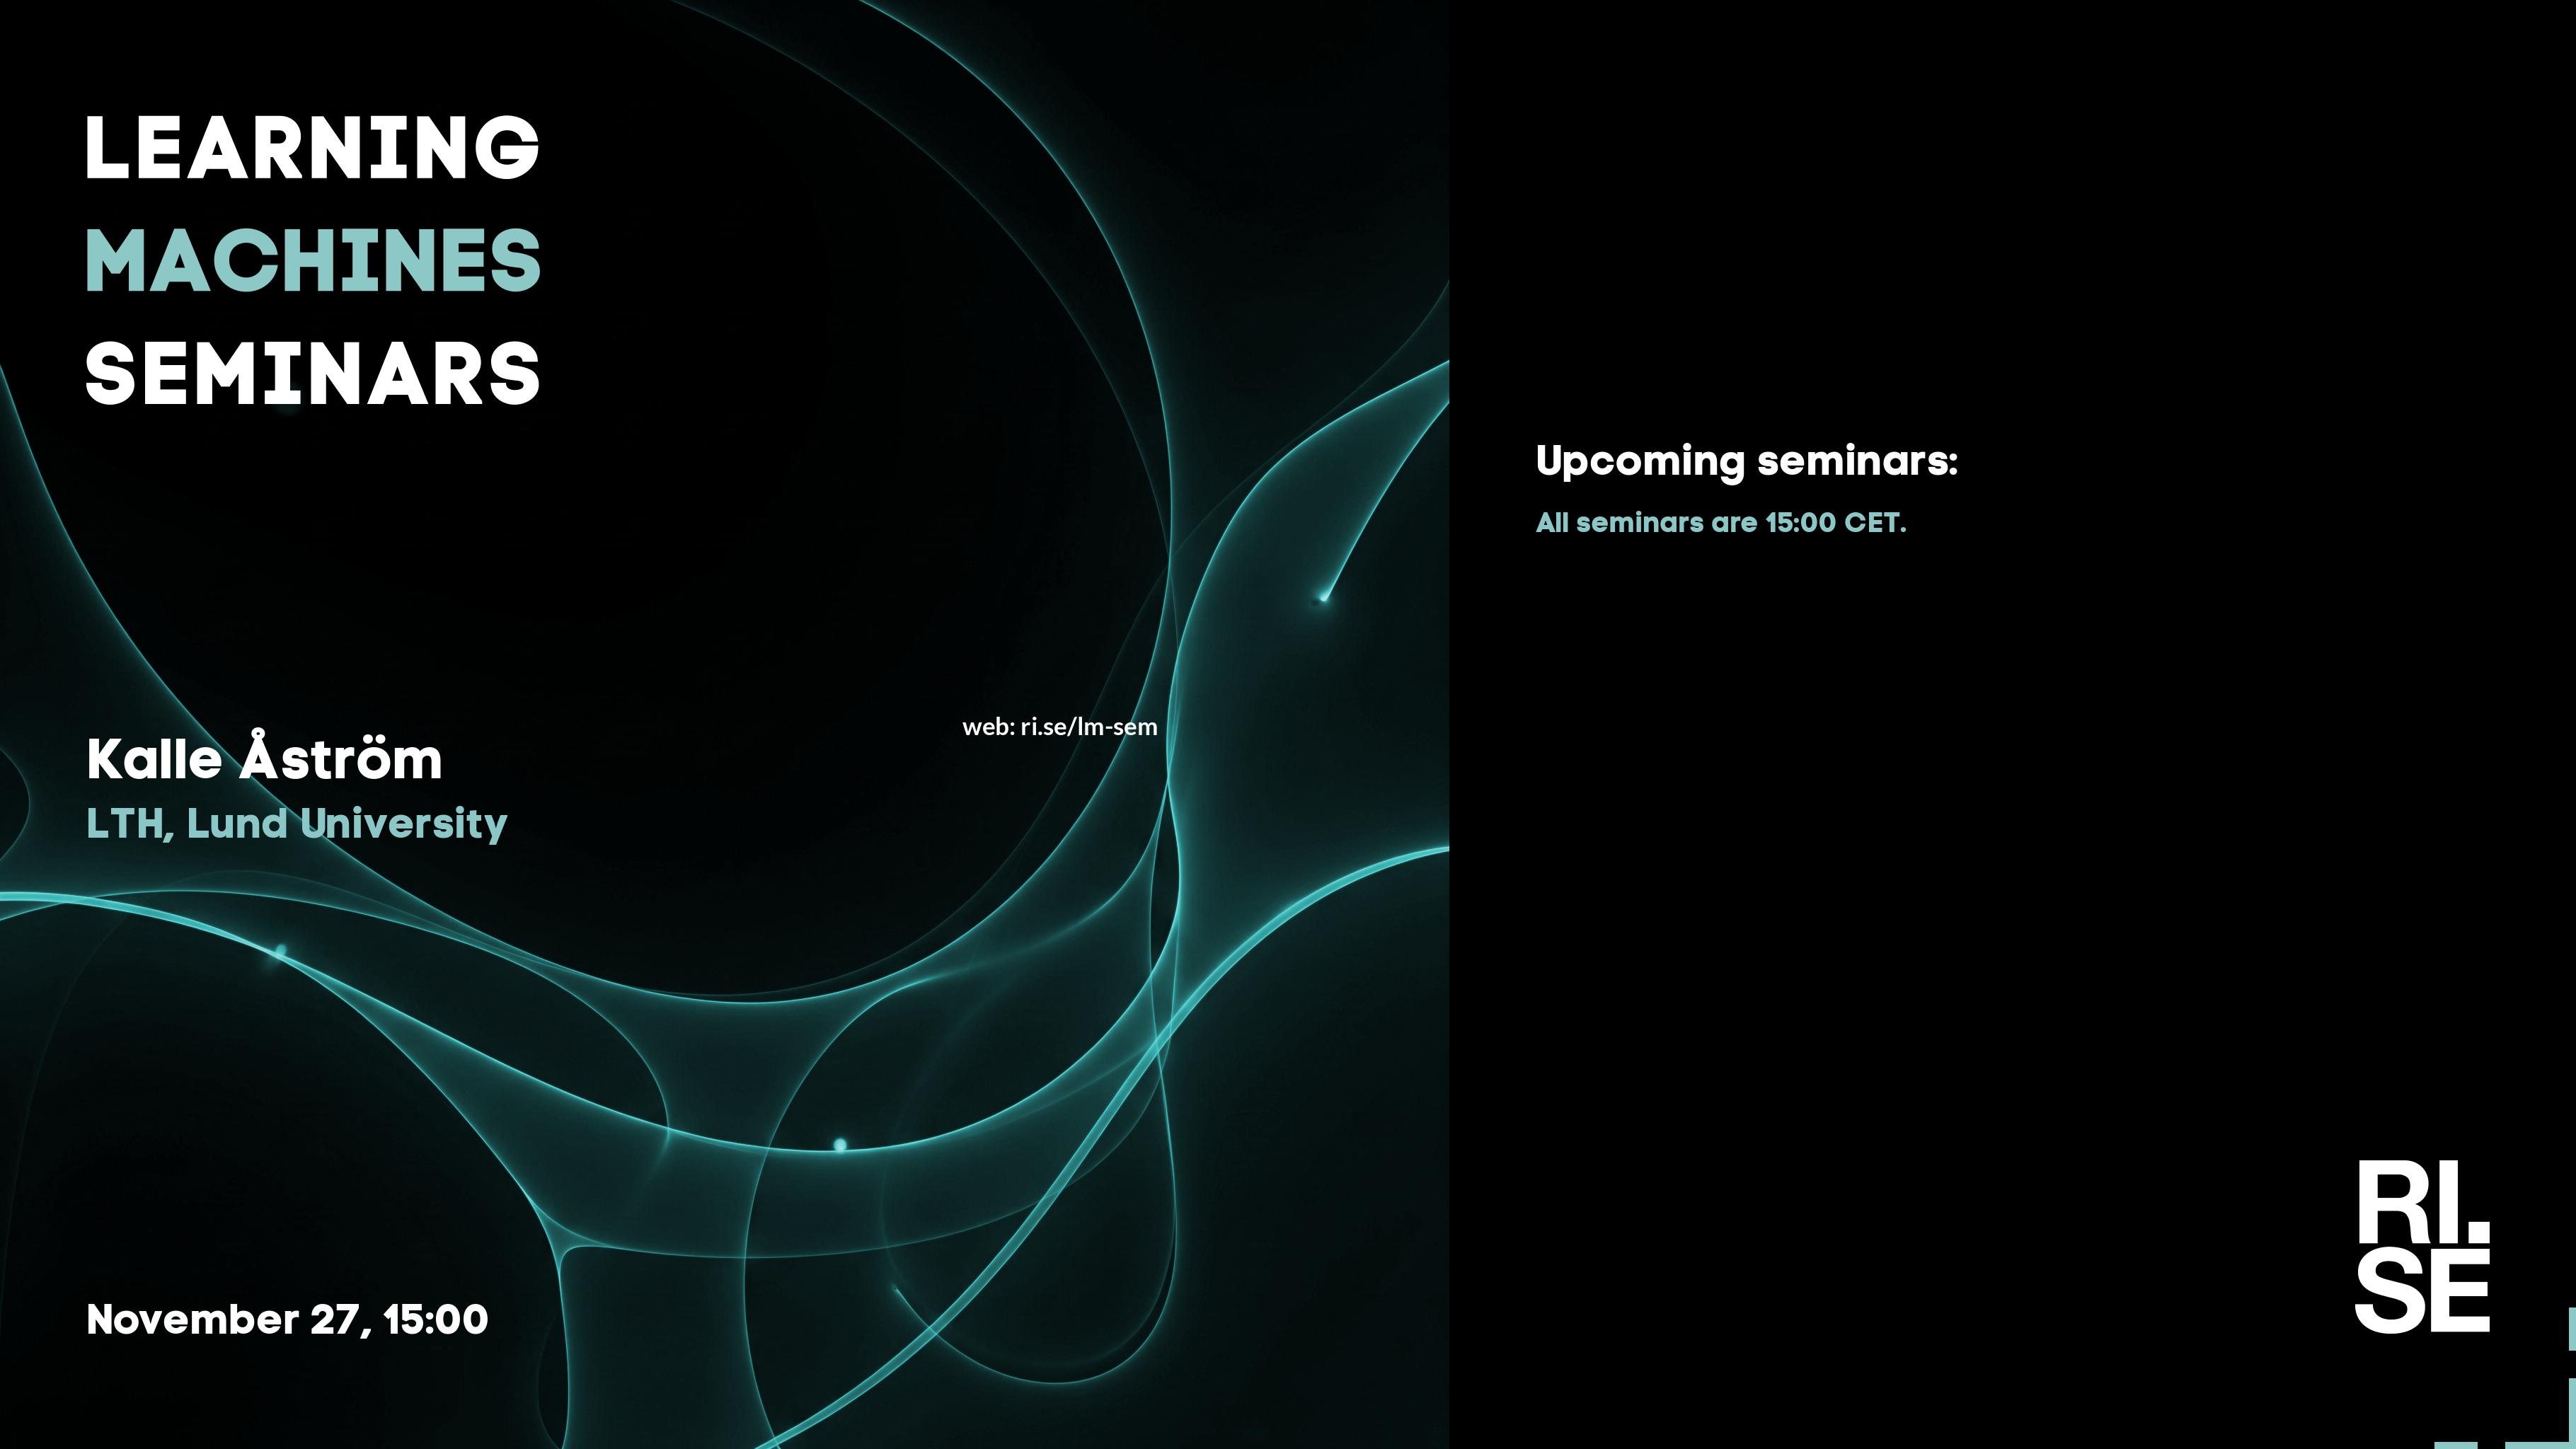 LEARNING
MACHINES
SEMINARS
Kalle Åström
LTH, Lund University
web: ri.se/lm-sem
November 27, 15:00
Upcoming seminars:
All seminars are 15:00 CET.
RI.
SE